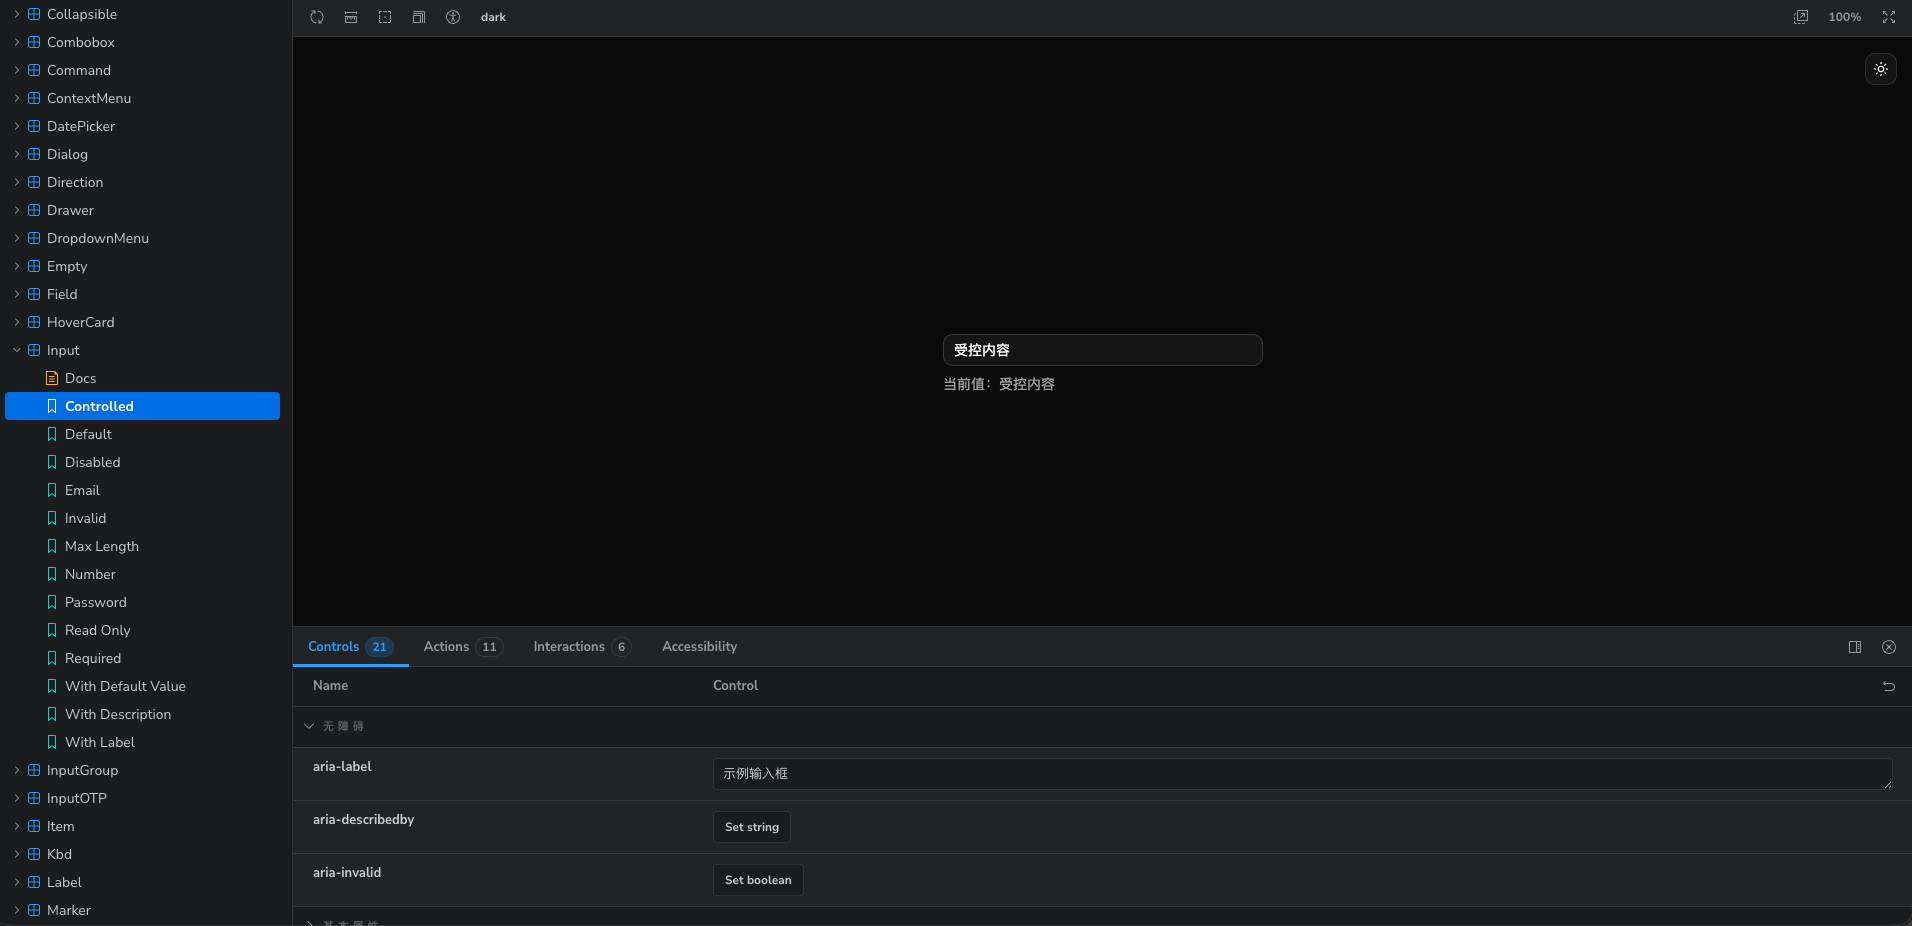 Collapsible
Combobox
Command
ContextMenu
DatePicker
Dialog
Direction
Drawer
DropdownMenu
Empty
Field
HoverCard
Input
Docs
Controlled
Default
Disabled
Email
Invalid
Max Length
Number
Password
Read Only
Required
With Default Value
With Description
With Label
InputGroup
InputOTP
Item
Kbd
Label
Marker
dark
100%
受控内容
当前值：受控内容
Controls 21
Actions 11
Interactions 6
Accessibility
Name
Control
无障碍
aria-label
示例输入框
aria-describedby
Set string
aria-invalid
Set boolean